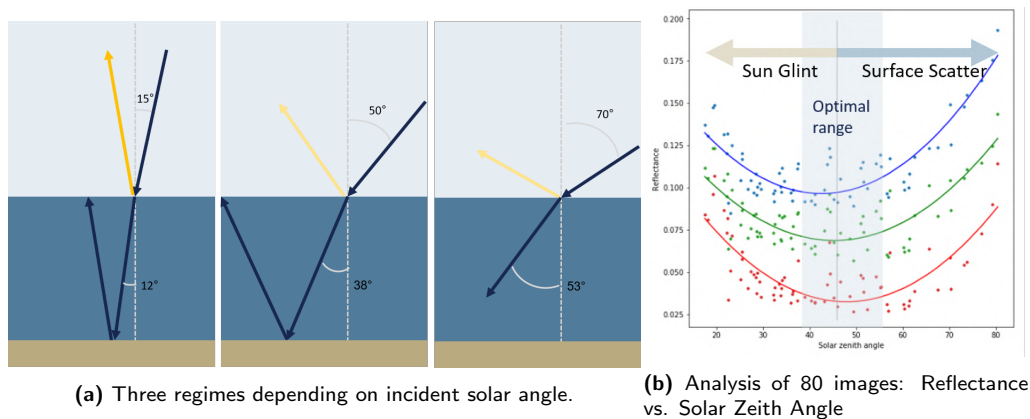 15°
12°
50°
38°
70°
53°
(a) Three regimes depending on incident solar angle.
0.200
0.175
0.150
0.125
0.100
0.075
0.050
0.025
Reflectance
Sun Glint
Surface Scatter
Optimal
range
20
30
40
50
60
70
80
Solar zenith angle
(b) Analysis of 80 images: Reflectance
vs. Solar Zeith Angle